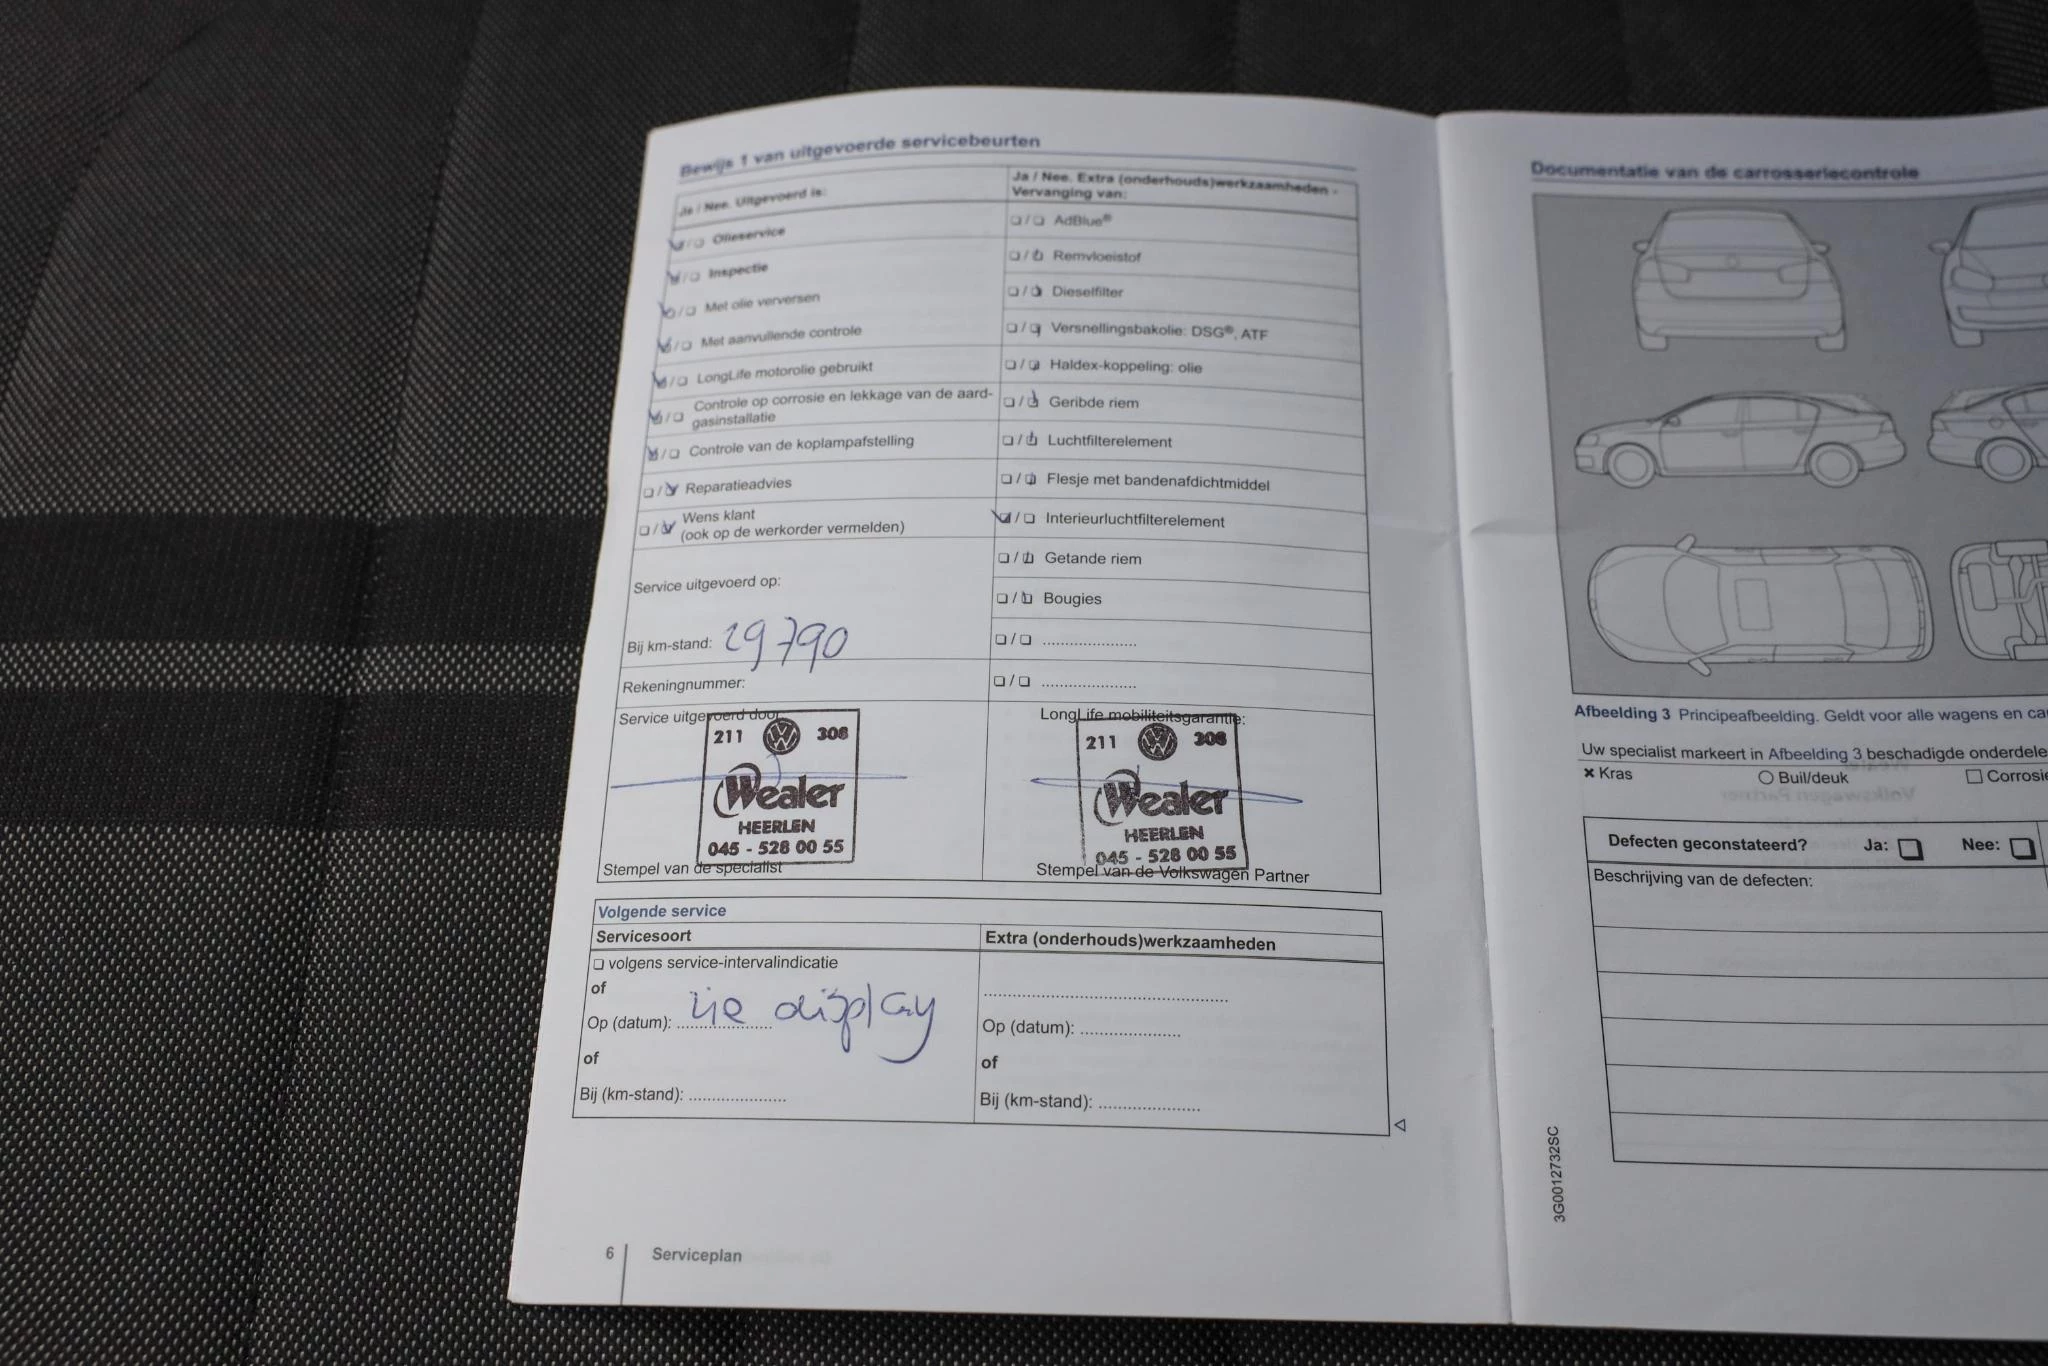 Bewijs 1 van uitgevoerde servicebeurten
Ja / Nee. Uitgevoerd is:
Olieservice
Inspectie
Met olie verversen
Met aanvullende controle
LongLife motorolie gebruikt
Controle op corrosie en lekkage van de aard-
gasinstallatie
Controle van de koplampafstelling
Reparatieadvies
Wens klant
(ook op de werkorder vermelden)
Service uitgevoerd op:
Bij km-stand: 29790
Rekeningnummer:
Service uitgevoerd door
211 308
Wealer
HEERLEN
045 - 528 00 55
Stempel van de specialist
Ja / Nee. Extra (onderhouds)werkzaamheden -
Vervanging van:
AdBlue®
Remvloeistof
Dieselfilter
Versnellingsbakolie: DSG®, ATF
Haldex-koppeling: olie
Geribde riem
Luchtfilterelement
Flesje met bandenafdichtmiddel
Interieurluchtfilterelement
Getande riem
Bougies
LongLife mobiliteitsgarantie:
211 308
Wealer
HEERLEN
045 - 528 00 55
Stempel van de Volkswagen Partner
Volgende service
Servicesoort
volgens service-intervalindicatie
of
Op (datum): zie display
of
Bij (km-stand):
Extra (onderhouds)werkzaamheden
Op (datum):
of
Bij (km-stand):
6 Serviceplan
Documentatie van de carrosseriecontrole
Afbeelding 3 Principeafbeelding. Geldt voor alle wagens en
Uw specialist markeert in Afbeelding 3 beschadigde
Kras Buil/deuk
Defecten geconstateerd? Ja: Nee:
Beschrijving van de defecten:
3G0012732SC